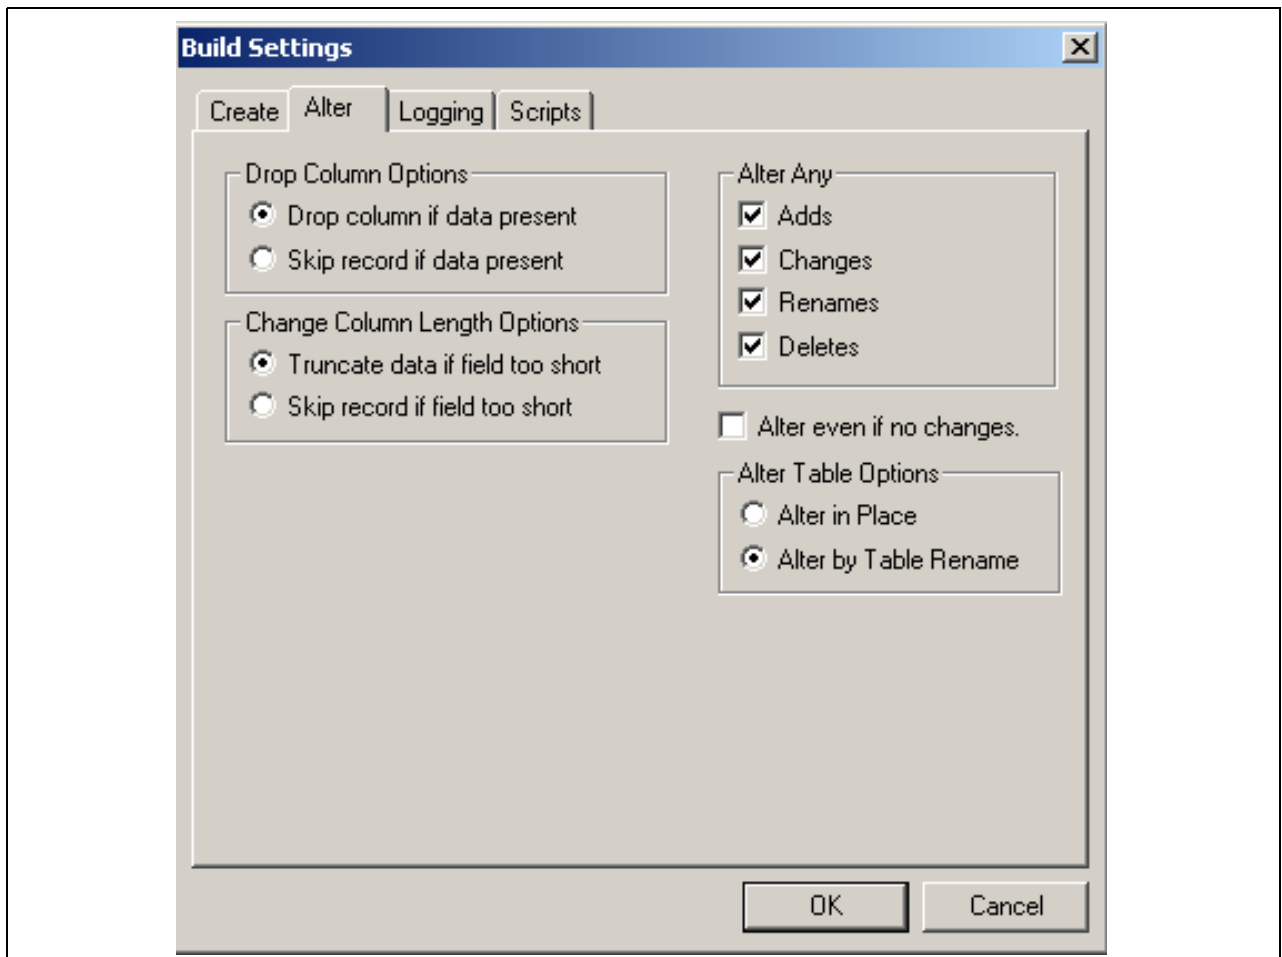 Build Settings
Create Alter Logging Scripts
Drop Column Options
Drop column if data present
Skip record if data present
Change Column Length Options
Truncate data if field too short
Skip record if field too short
Alter Any
Adds
Changes
Renames
Deletes
Alter even if no changes.
Alter Table Options
Alter in Place
Alter by Table Rename
OK Cancel